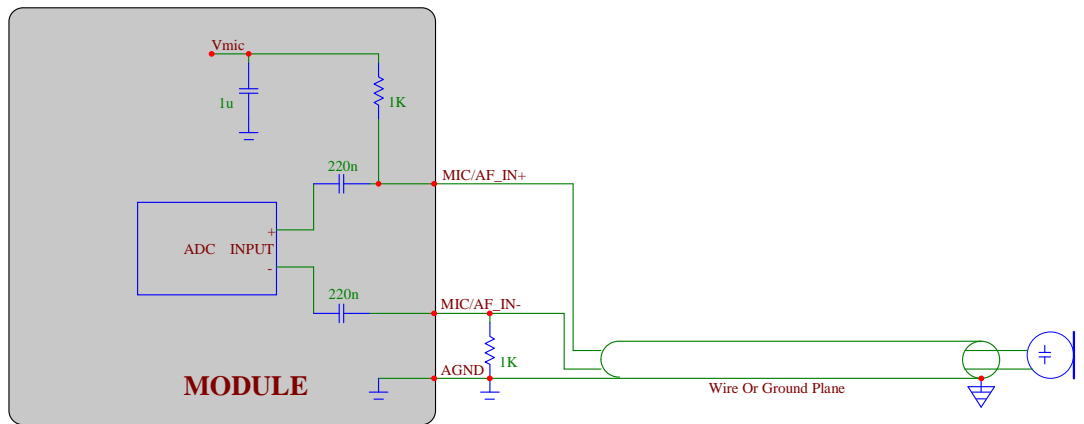 Vmic
1u
1K
220n
MIC/AF_IN+
+
ADC INPUT
-
220n
MIC/AF_IN-
1K
AGND
MODULE
Wire Or Ground Plane